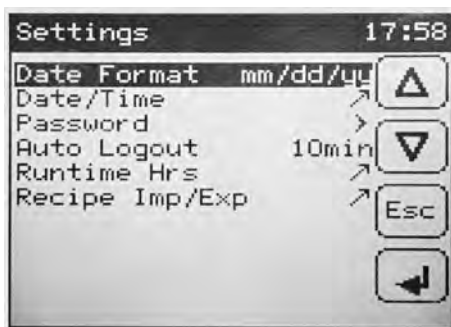 Settings 17:58
Date Format mm/dd/yy
Date/Time
Password >
Auto Logout 10min
Runtime Hrs
Recipe Imp/Exp
Esc